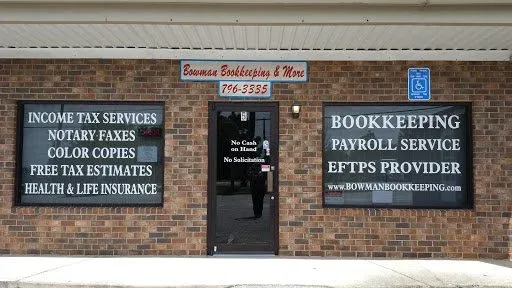 Bowman Bookkeeping & More
796-3335
INCOME TAX SERVICES
NOTARY FAXES
COLOR COPIES
FREE TAX ESTIMATES
HEALTH & LIFE INSURANCE
No Cash
on Hand
No Solicitation
BOOKKEEPING
PAYROLL SERVICE
EFTPS PROVIDER
www.BOWMANBOOKKEEPING.com